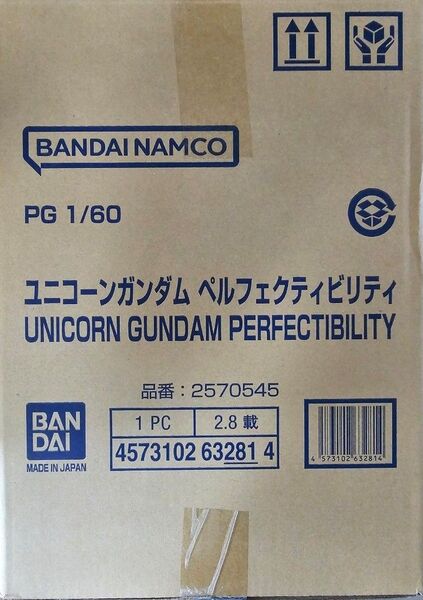 BANDAI NAMCO
PG 1/60
ユニコーンガンダム ペルフェクティビリティ
UNICORN GUNDAM PERFECTIBILITY
品番：2570545
BAN
DAI
MADE IN JAPAN
1 PC
2.8 載
4573102 63281 4
4 573102 632814